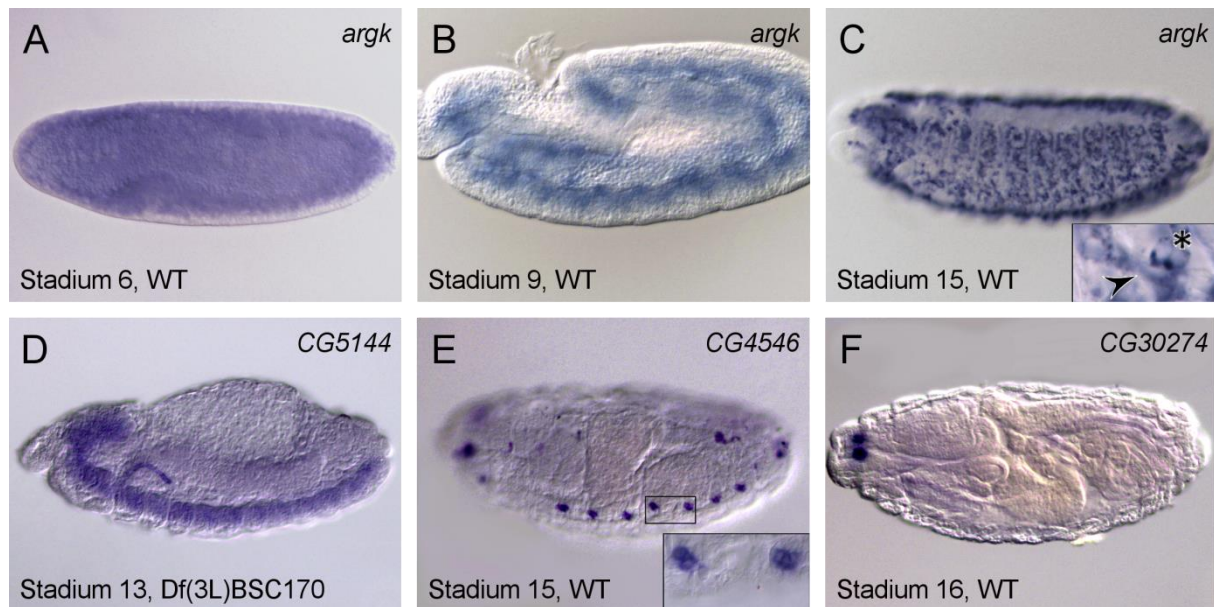 A
argk
Stadium 6, WT
B
argk
Stadium 9, WT
C
argk
*
Stadium 15, WT
D
CG5144
Stadium 13, Df(3L)BSC170
E
CG4546
Stadium 15, WT
F
CG30274
Stadium 16, WT